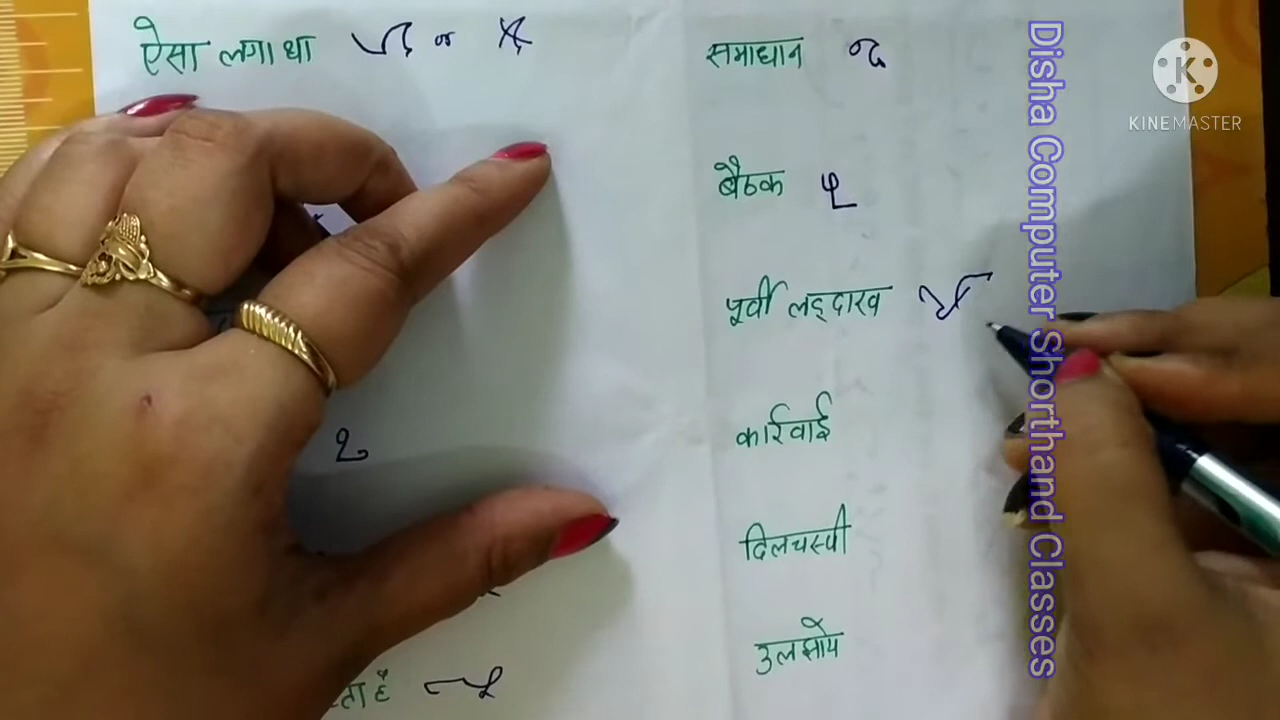 ऐसा लगा था
ता है
समाधान
बैठक
पूर्वी लद्दाख
कार्रवाई
दिलचस्पी
उलझाये
Disha Computer Shorthand Classes
K
KINEMASTER